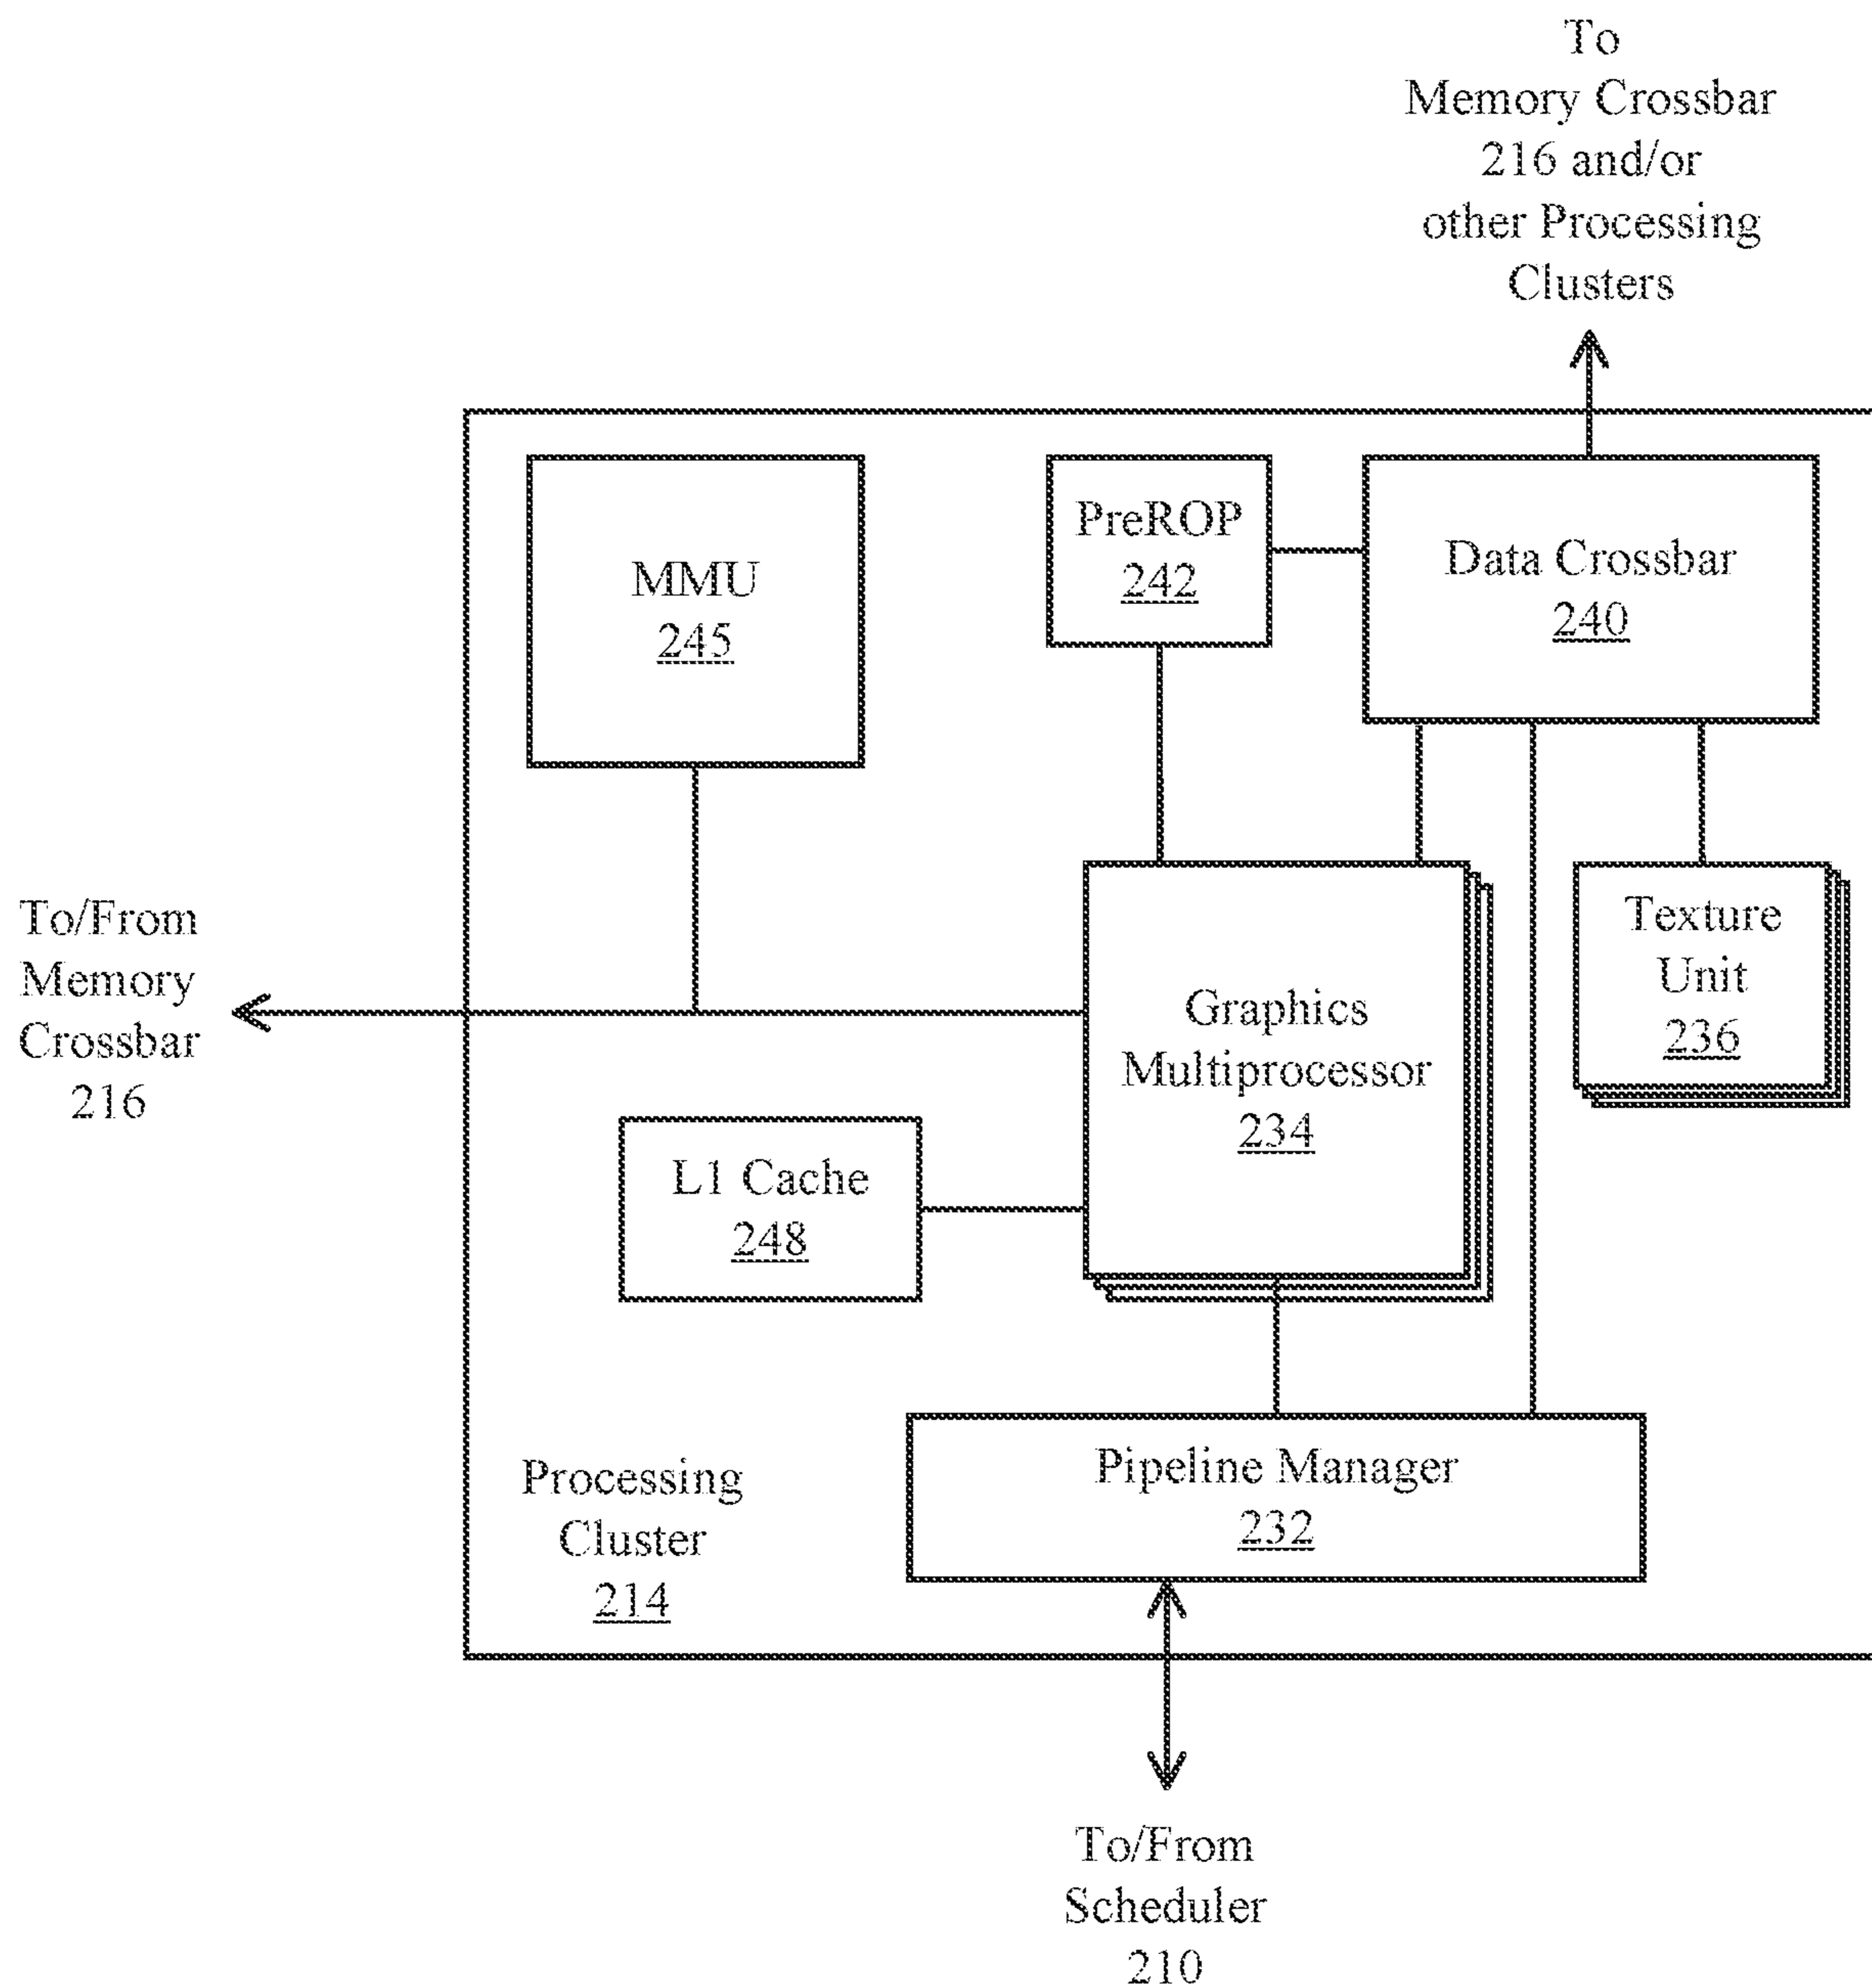 To
Memory Crossbar
216 and/or
other Processing
Clusters
MMU
245
PreROP
242
Data Crossbar
240
To/From
Memory
Crossbar
216
Graphics
Multiprocessor
234
Texture
Unit
236
L1 Cache
248
Processing
Cluster
214
Pipeline Manager
232
To/From
Scheduler
210